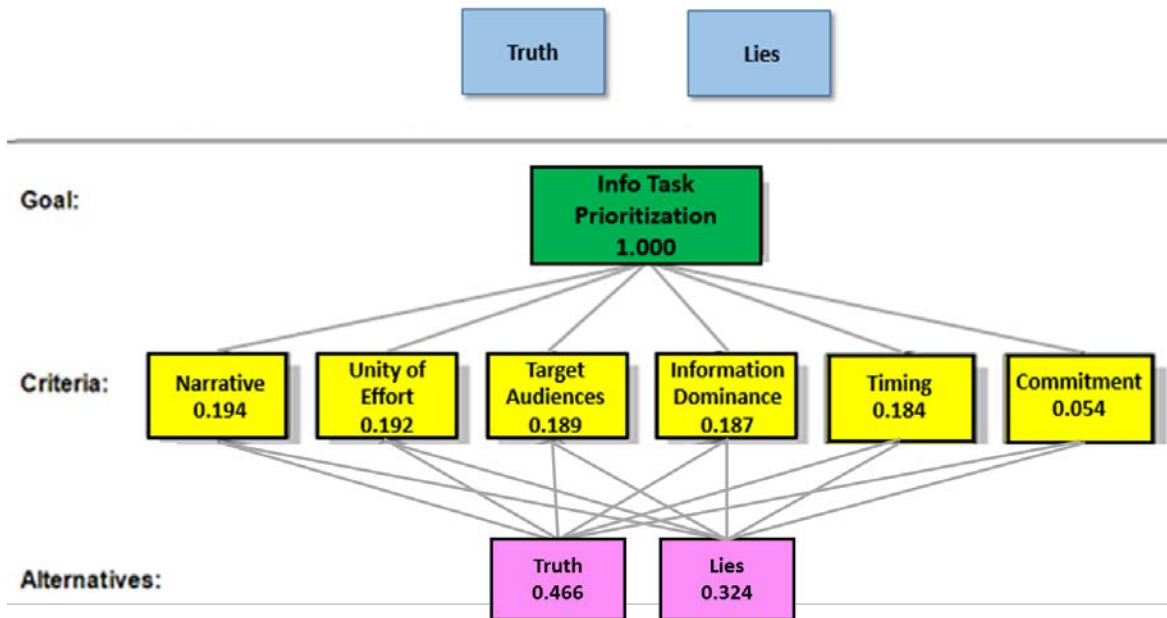 Truth
Lies
Goal:
Info Task
Prioritization
1.000
Criteria:
Narrative
0.194
Unity of
Effort
0.192
Target
Audiences
0.189
Information
Dominance
0.187
Timing
0.184
Commitment
0.054
Alternatives:
Truth
0.466
Lies
0.324